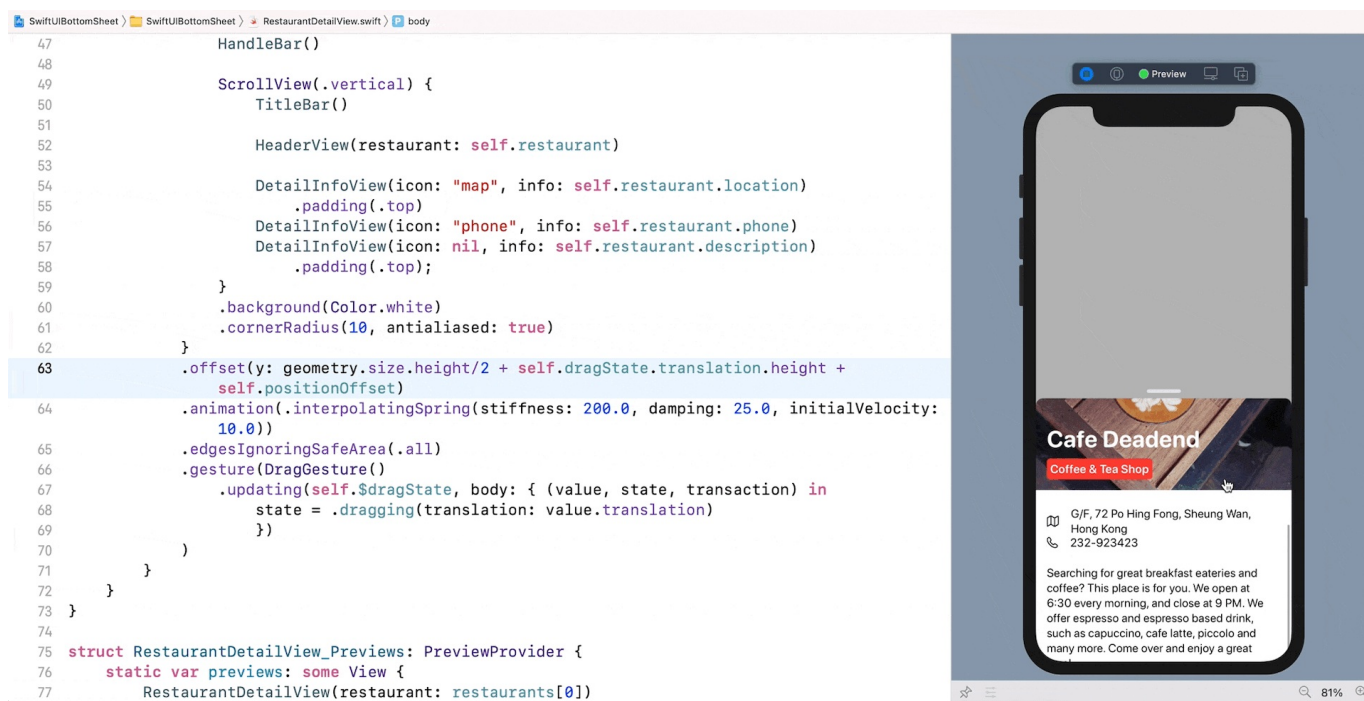 SwiftUIBottomSheet SwiftUIBottomSheet RestaurantDetailView.swift P body
47 HandleBar()
48
49 ScrollView(.vertical) {
50 TitleBar()
51
52 HeaderView(restaurant: self.restaurant)
53
54 DetailInfoView(icon: "map", info: self.restaurant.location)
55 .padding(.top)
56 DetailInfoView(icon: "phone", info: self.restaurant.phone)
57 DetailInfoView(icon: nil, info: self.restaurant.description)
58 .padding(.top);
59 }
60 .background(Color.white)
61 .cornerRadius(10, antialiased: true)
62 }
63 .offset(y: geometry.size.height/2 + self.dragState.translation.height +
self.positionOffset)
64 .animation(.interpolatingSpring(stiffness: 200.0, damping: 25.0, initialVelocity:
10.0))
65 .edgesIgnoringSafeArea(.all)
66 .gesture(DragGesture()
67 .updating(self.$dragState, body: { (value, state, transaction) in
68 state = .dragging(translation: value.translation)
69 })
70 )
71 }
72 }
73 }
74
75 struct RestaurantDetailView_Previews: PreviewProvider {
76 static var previews: some View {
77 RestaurantDetailView(restaurant: restaurants[0])
Preview
Cafe Deadend
Coffee & Tea Shop
G/F, 72 Po Hing Fong, Sheung Wan,
Hong Kong
232-923423
Searching for great breakfast eateries and
coffee? This place is for you. We open at
6:30 every morning, and close at 9 PM. We
offer espresso and espresso based drink,
such as capuccino, cafe latte, piccolo and
many more. Come over and enjoy a great
81%